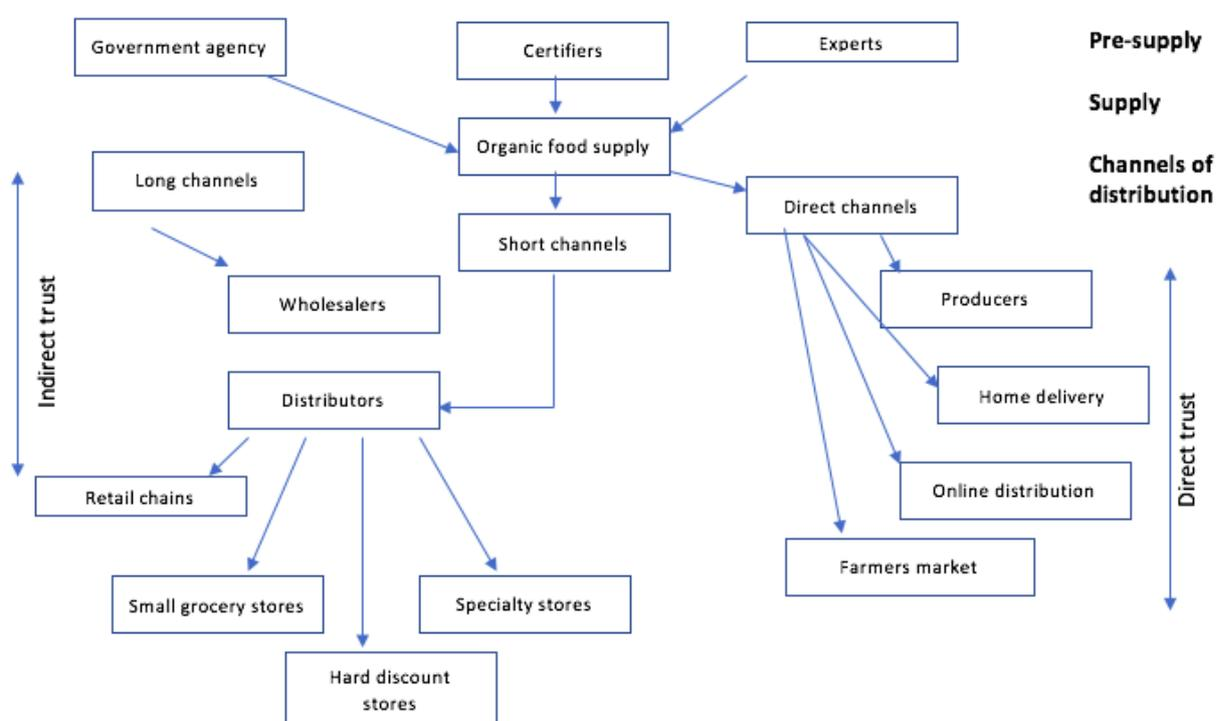 Government agency
Certifiers
Experts
Pre-supply
Supply
Organic food supply
Channels of
distribution
Long channels
Direct channels
Short channels
Wholesalers
Producers
Indirect trust
Distributors
Home delivery
Direct trust
Retail chains
Online distribution
Farmers market
Small grocery stores
Specialty stores
Hard discount
stores